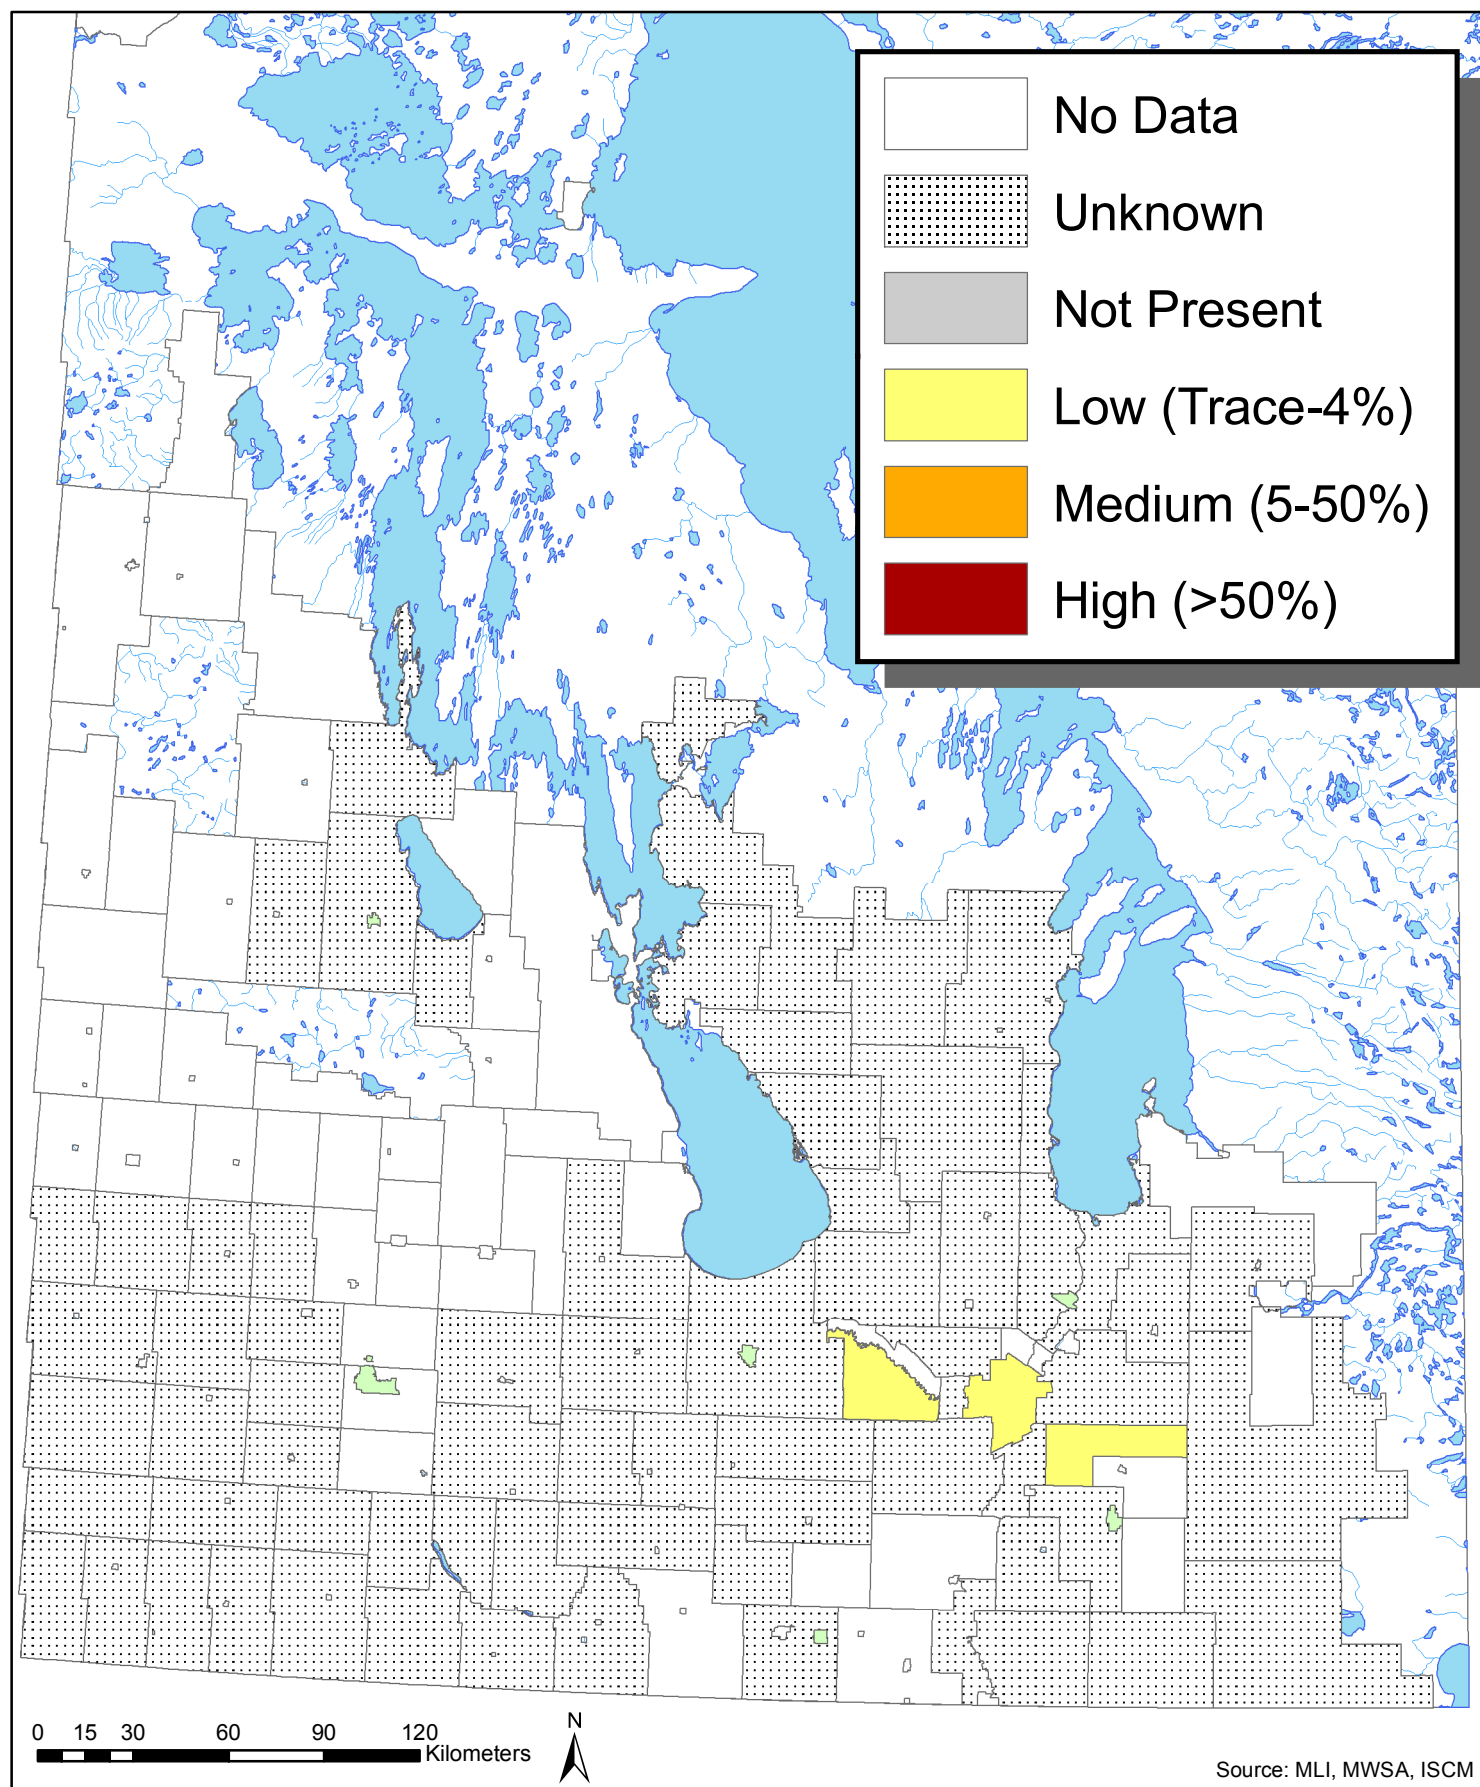 No Data
Unknown
Not Present
Low (Trace-4%)
Medium (5-50%)
High (>50%)
0 15 30 60 90 120
Kilometers
N
Source: MLI, MWSA, ISCM